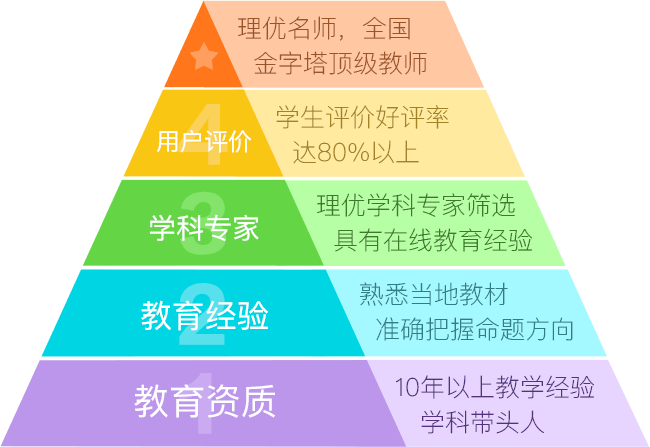 理优名师，全国
金字塔顶级教师
4
用户评价
学生评价好评率
达80%以上
3
学科专家
理优学科专家筛选
具有在线教育经验
2
教育经验
熟悉当地教材
准确把握命题方向
1
教育资质
10年以上教学经验
学科带头人